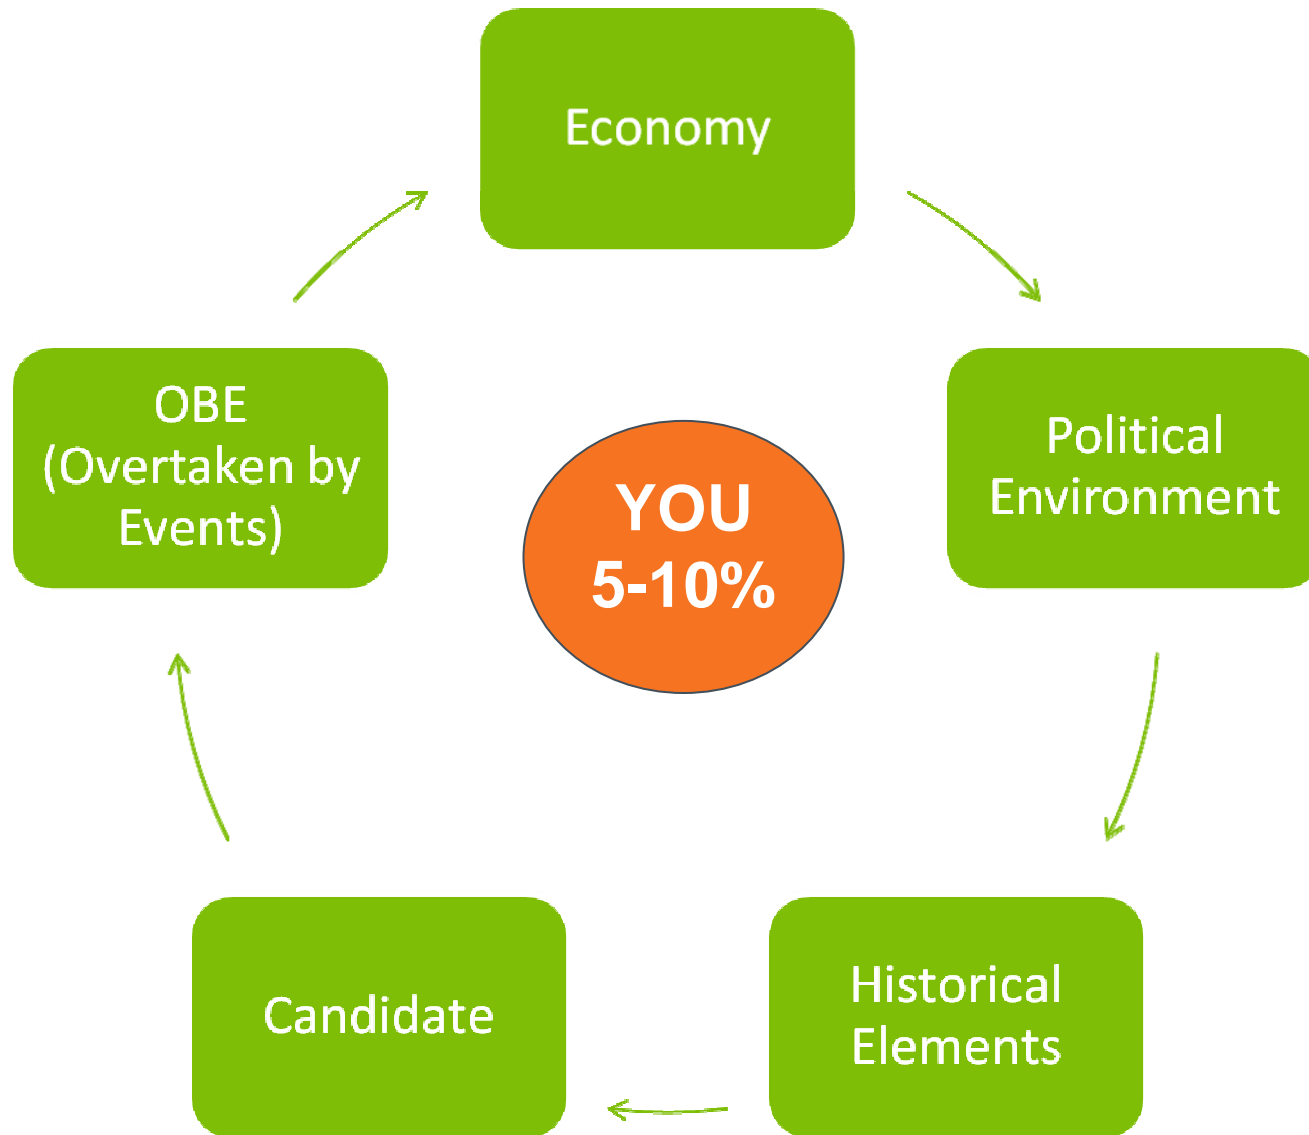 Economy
Political
Environment
Historical
Elements
Candidate
OBE
(Overtaken by
Events)
YOU
5-10%